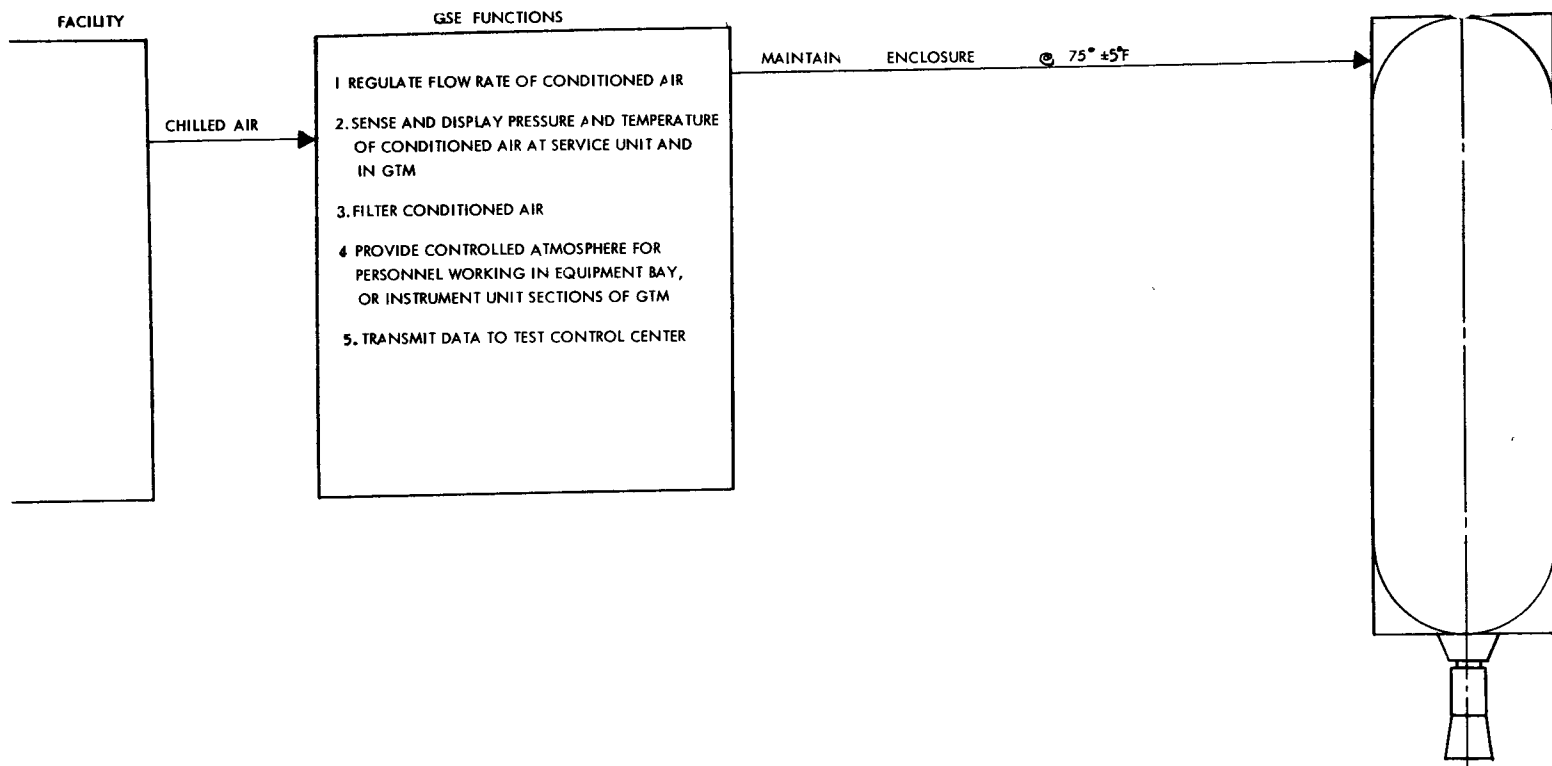 FACILITY
GSE FUNCTIONS
CHILLED AIR
1 REGULATE FLOW RATE OF CONDITIONED AIR
2. SENSE AND DISPLAY PRESSURE AND TEMPERATURE
OF CONDITIONED AIR AT SERVICE UNIT AND
IN GTM
3. FILTER CONDITIONED AIR
4 PROVIDE CONTROLLED ATMOSPHERE FOR
PERSONNEL WORKING IN EQUIPMENT BAY,
OR INSTRUMENT UNIT SECTIONS OF GTM
5. TRANSMIT DATA TO TEST CONTROL CENTER
MAINTAIN ENCLOSURE @ 75° ±5°F